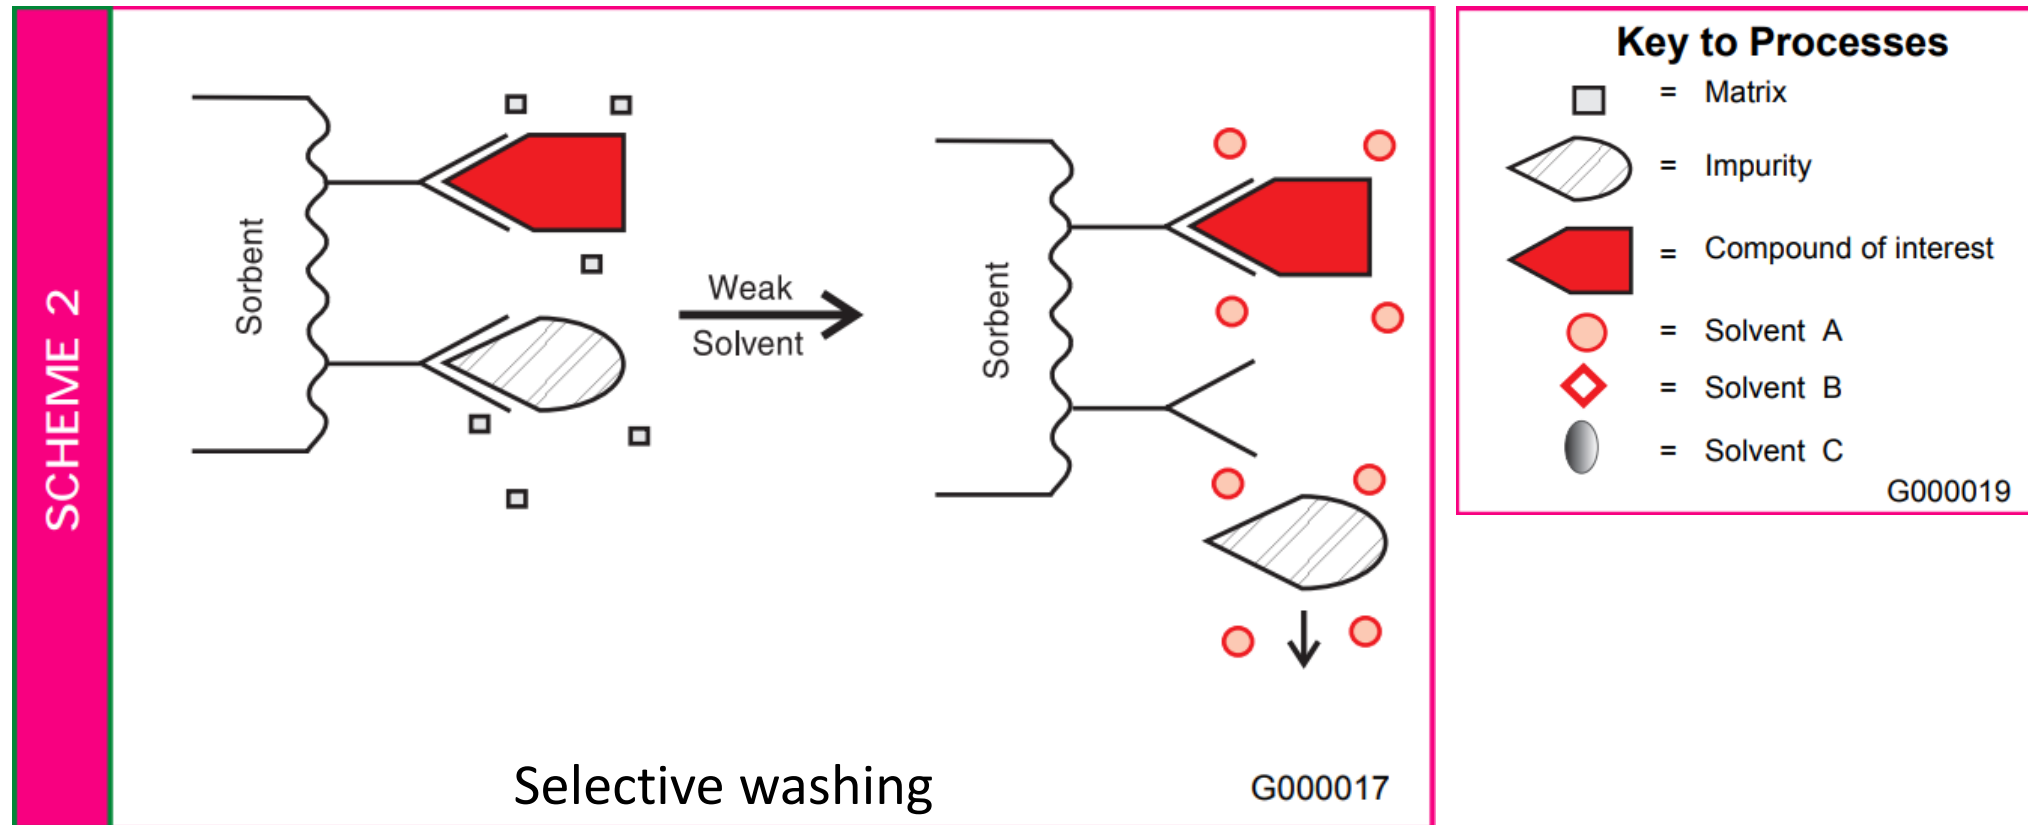 SCHEME 2
Sorbent
Weak
Solvent
Sorbent
Selective washing
G000017
Key to Processes
= Matrix
= Impurity
= Compound of interest
= Solvent A
= Solvent B
= Solvent C
G000019